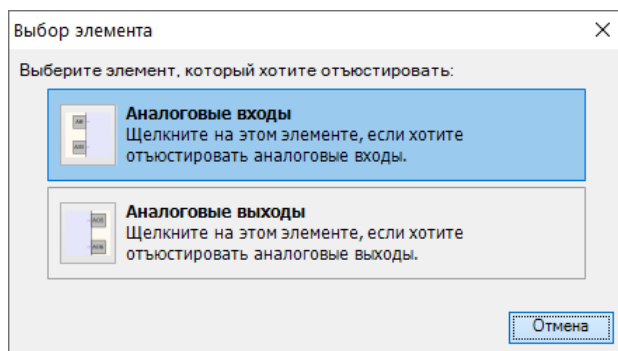 Выбор элемента
Выберите элемент, который хотите отъюстировать:
Аналоговые входы
Щелкните на этом элементе, если хотите
отъюстировать аналоговые входы.
Аналоговые выходы
Щелкните на этом элементе, если хотите
отъюстировать аналоговые выходы.
Отмена